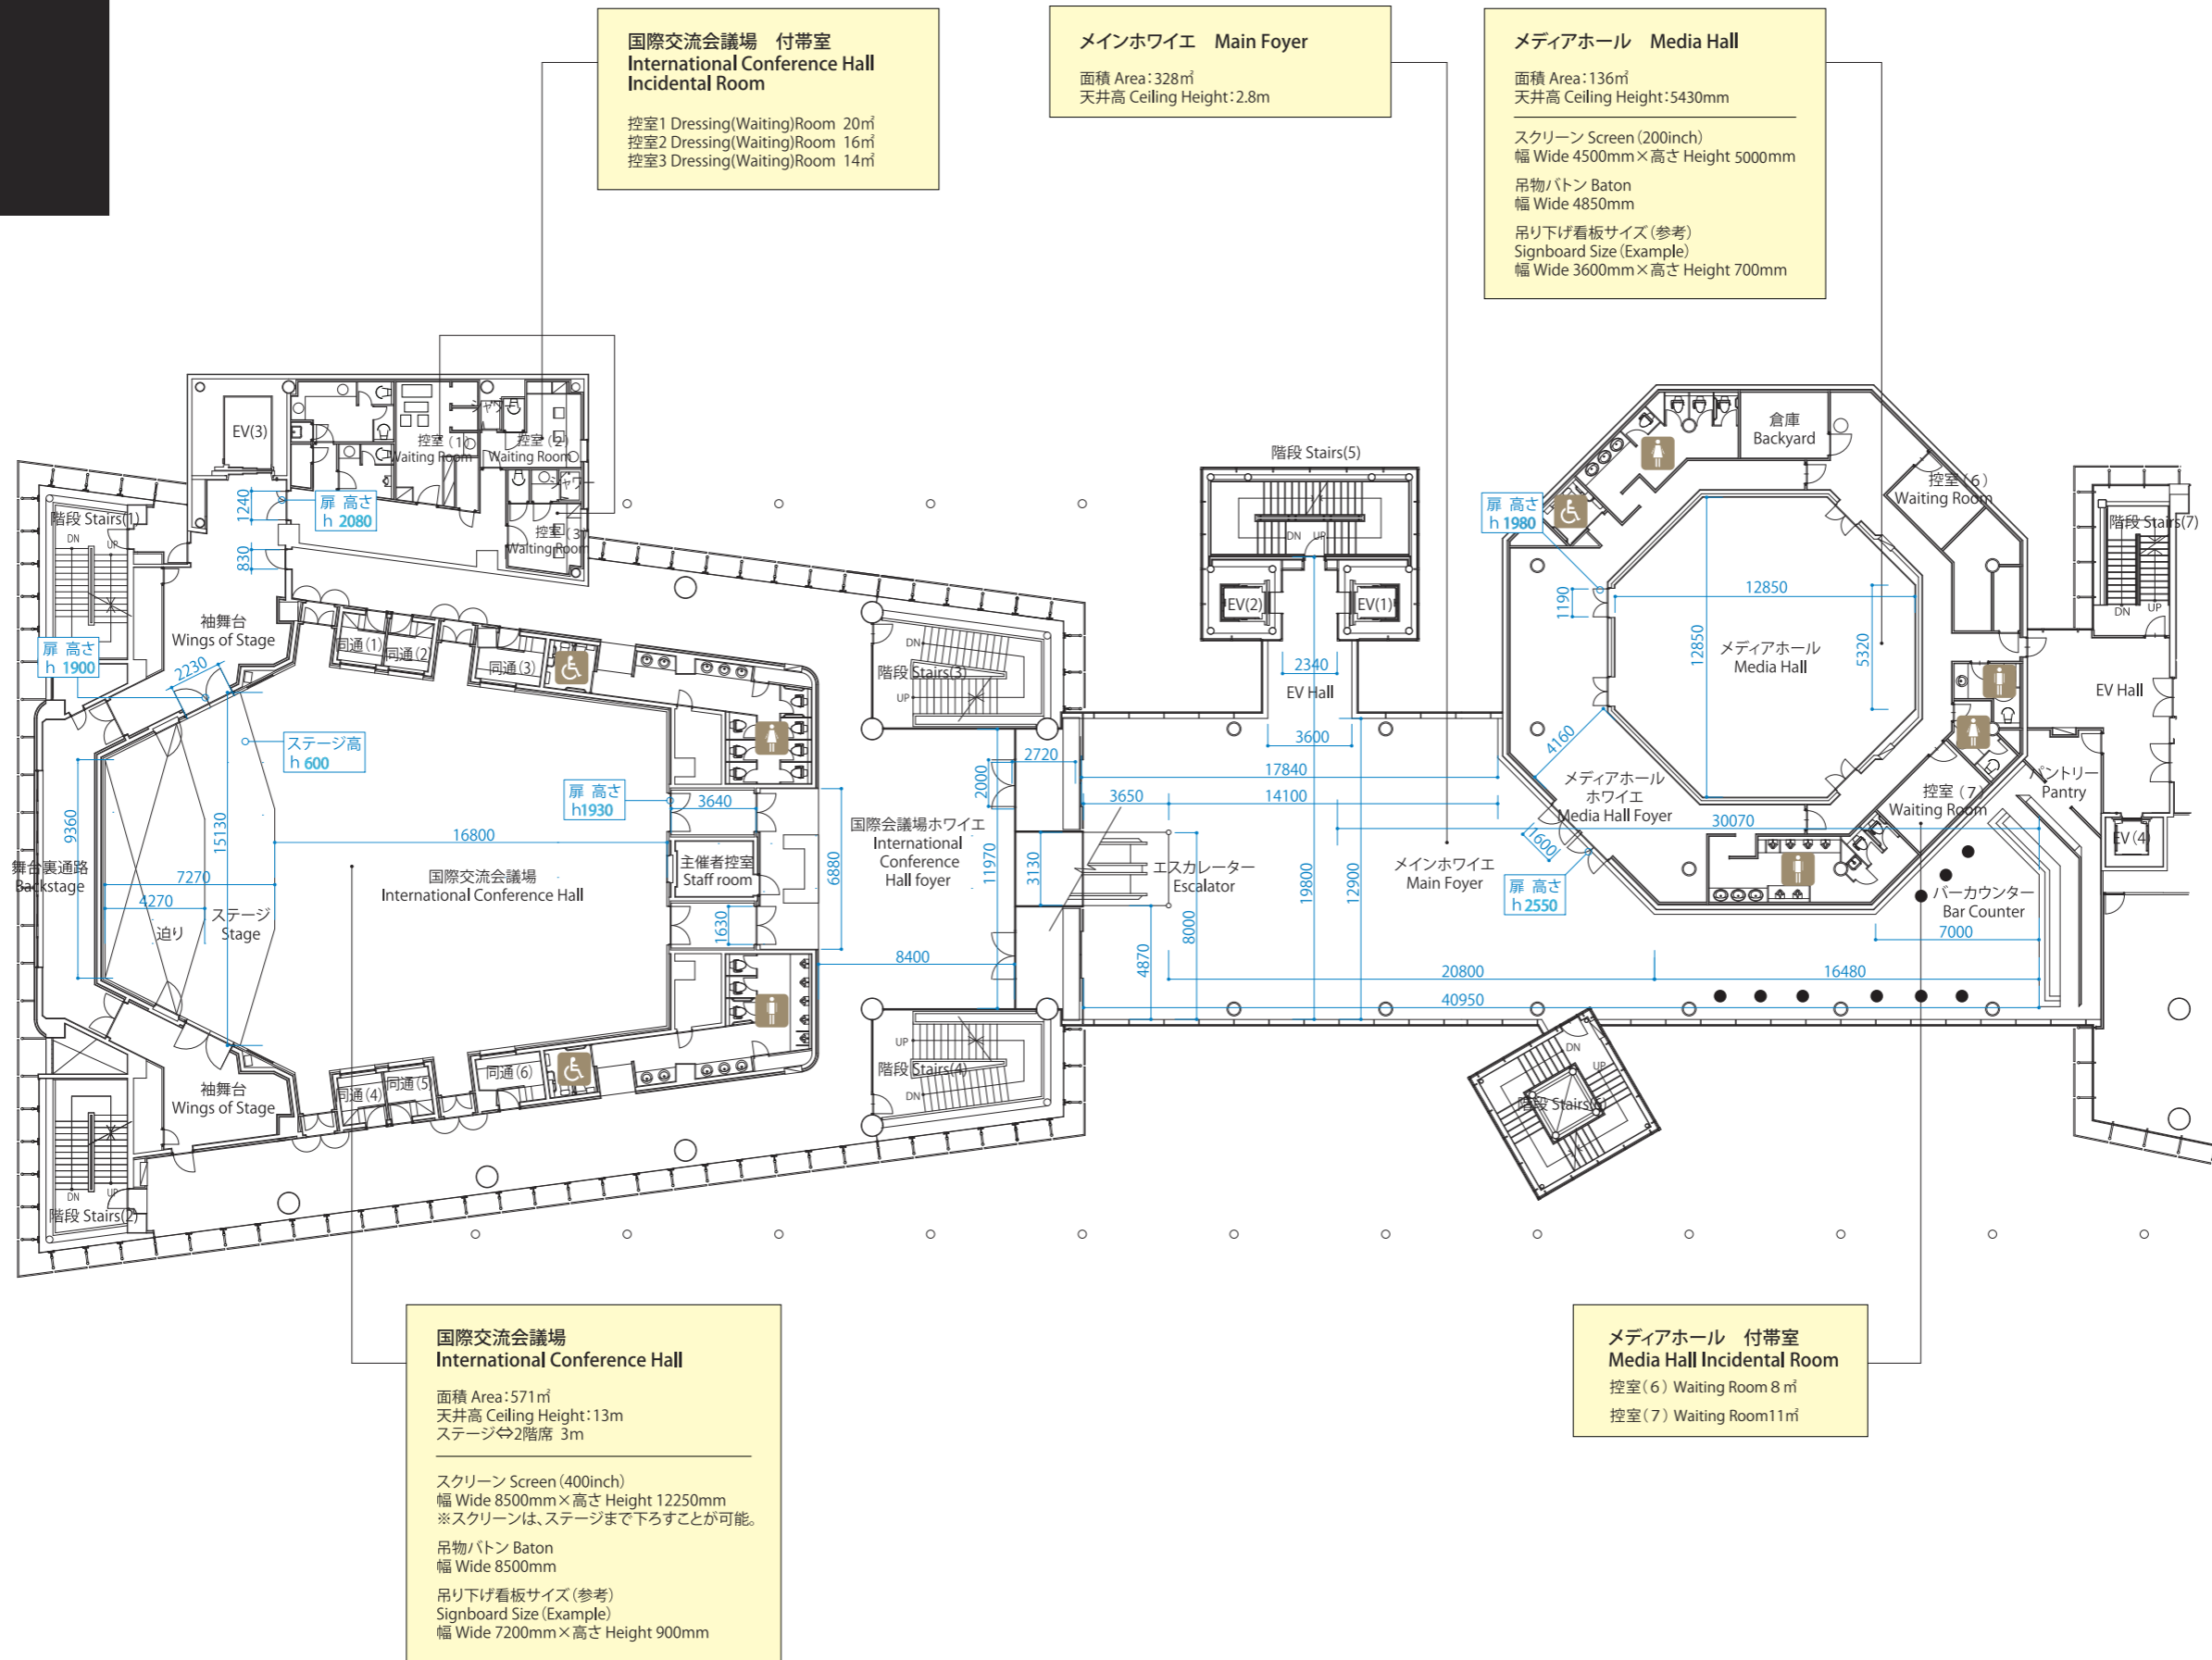 国際交流会議場　付帯室
International Conference Hall
Incidental Room
控室1 Dressing(Waiting)Room 20㎡
控室2 Dressing(Waiting)Room 16㎡
控室3 Dressing(Waiting)Room 14㎡
メインホワイエ　Main Foyer
面積 Area：328㎡
天井高 Ceiling Height：2.8m
メディアホール　Media Hall
面積 Area：136㎡
天井高 Ceiling Height：5430mm
スクリーン Screen（200inch）
幅 Wide 4500mm×高さ Height 5000mm
吊物バトン Baton
幅 Wide 4850mm
吊り下げ看板サイズ（参考）
Signboard Size（Example）
幅 Wide 3600mm×高さ Height 700mm
EV(3)
シャワー
控室（1）
Waiting Room
控室（2）
Waiting Room
シャワー
控室（3）
Waiting Room
階段 Stairs(1)
DN
UP
1240
830
扉 高さ
h 2080
袖舞台
Wings of Stage
扉 高さ
h 1900
2230
同通（1）
同通（2）
同通（3）
ステージ高
h 600
9360
15130
舞台裏通路
Backstage
7270
4270
迫り
ステージ
Stage
16800
国際交流会議場
International Conference Hall
扉 高さ
h1930
3640
主催者控室
Staff room
1630
6880
袖舞台
Wings of Stage
同通（4）
同通（5）
同通（6）
DN
UP
階段 Stairs(2)
DN
階段 Stairs(3)
UP
2720
2000
国際会議場ホワイエ
International
Conference
Hall foyer
11970
8400
3130
UP
階段 Stairs(4)
DN
階段 Stairs(5)
DN
UP
EV(2)
EV(1)
2340
EV Hall
3600
17840
3650
14100
30070
エスカレーター
Escalator
メインホワイエ
Main Foyer
19800
12900
8000
4870
20800
16480
40950
7000
DN
UP
階段 Stairs(6)
倉庫
Backyard
控室（6）
Waiting Room
扉 高さ
h 1980
1190
12850
12850
5320
メディアホール
Media Hall
4160
メディアホール
ホワイエ
Media Hall Foyer
1600
扉 高さ
h 2550
控室（7）
Waiting Room
階段 Stairs(7)
DN
UP
EV Hall
パントリー
Pantry
EV（4）
バーカウンター
Bar Counter
国際交流会議場
International Conference Hall
面積 Area：571㎡
天井高 Ceiling Height：13m
ステージ⇔2階席 3m
スクリーン Screen（400inch）
幅 Wide 8500mm×高さ Height 12250mm
※スクリーンは、ステージまで下ろすことが可能。
吊物バトン Baton
幅 Wide 8500mm
吊り下げ看板サイズ（参考）
Signboard Size（Example）
幅 Wide 7200mm×高さ Height 900mm
メディアホール　付帯室
Media Hall Incidental Room
控室（6）Waiting Room 8㎡
控室（7）Waiting Room11㎡